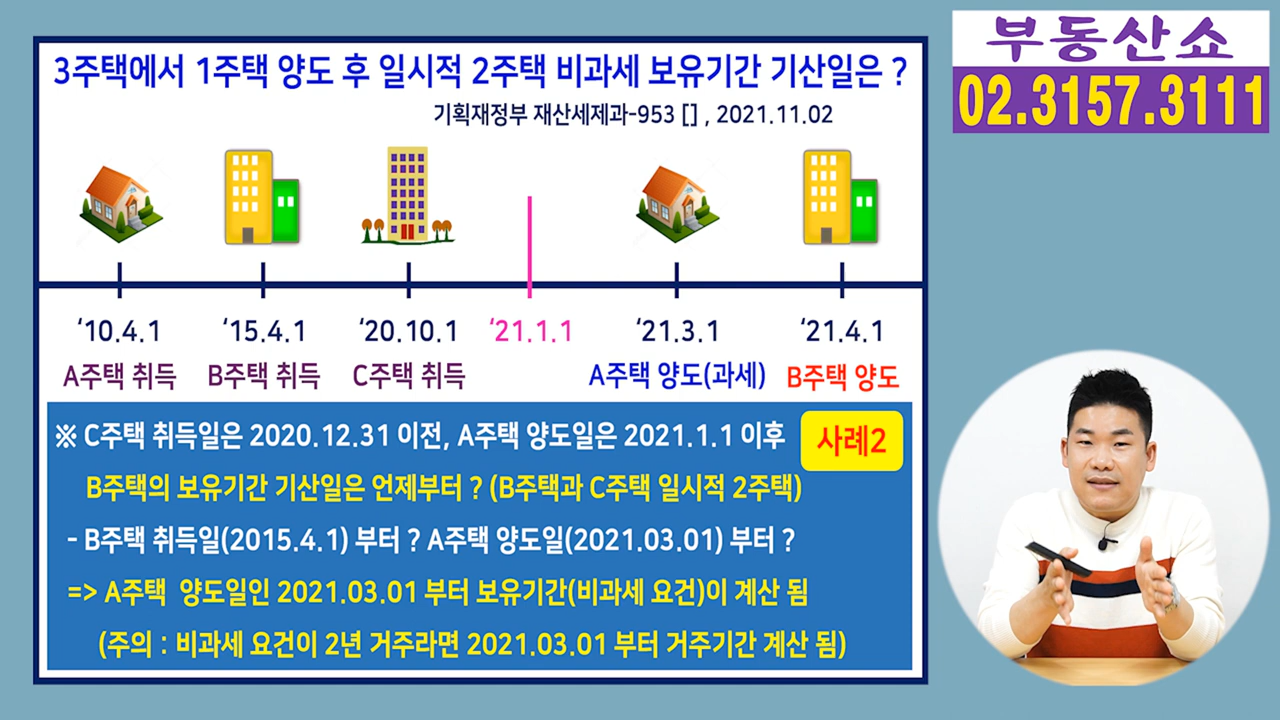 부동산쇼
02.3157.3111
3주택에서 1주택 양도 후 일시적 2주택 비과세 보유기간 기산일은 ?
기획재정부 재산세제과-953 [] , 2021.11.02
‘10.4.1 ‘15.4.1 ‘20.10.1 ‘21.1.1 ‘21.3.1 ‘21.4.1
A주택 취득 B주택 취득 C주택 취득 A주택 양도(과세) B주택 양도
※ C주택 취득일은 2020.12.31 이전, A주택 양도일은 2021.1.1 이후
사례2
B주택의 보유기간 기산일은 언제부터 ? (B주택과 C주택 일시적 2주택)
- B주택 취득일(2015.4.1) 부터 ? A주택 양도일(2021.03.01) 부터 ?
=> A주택 양도일인 2021.03.01 부터 보유기간(비과세 요건)이 계산 됨
(주의 : 비과세 요건이 2년 거주라면 2021.03.01 부터 거주기간 계산 됨)